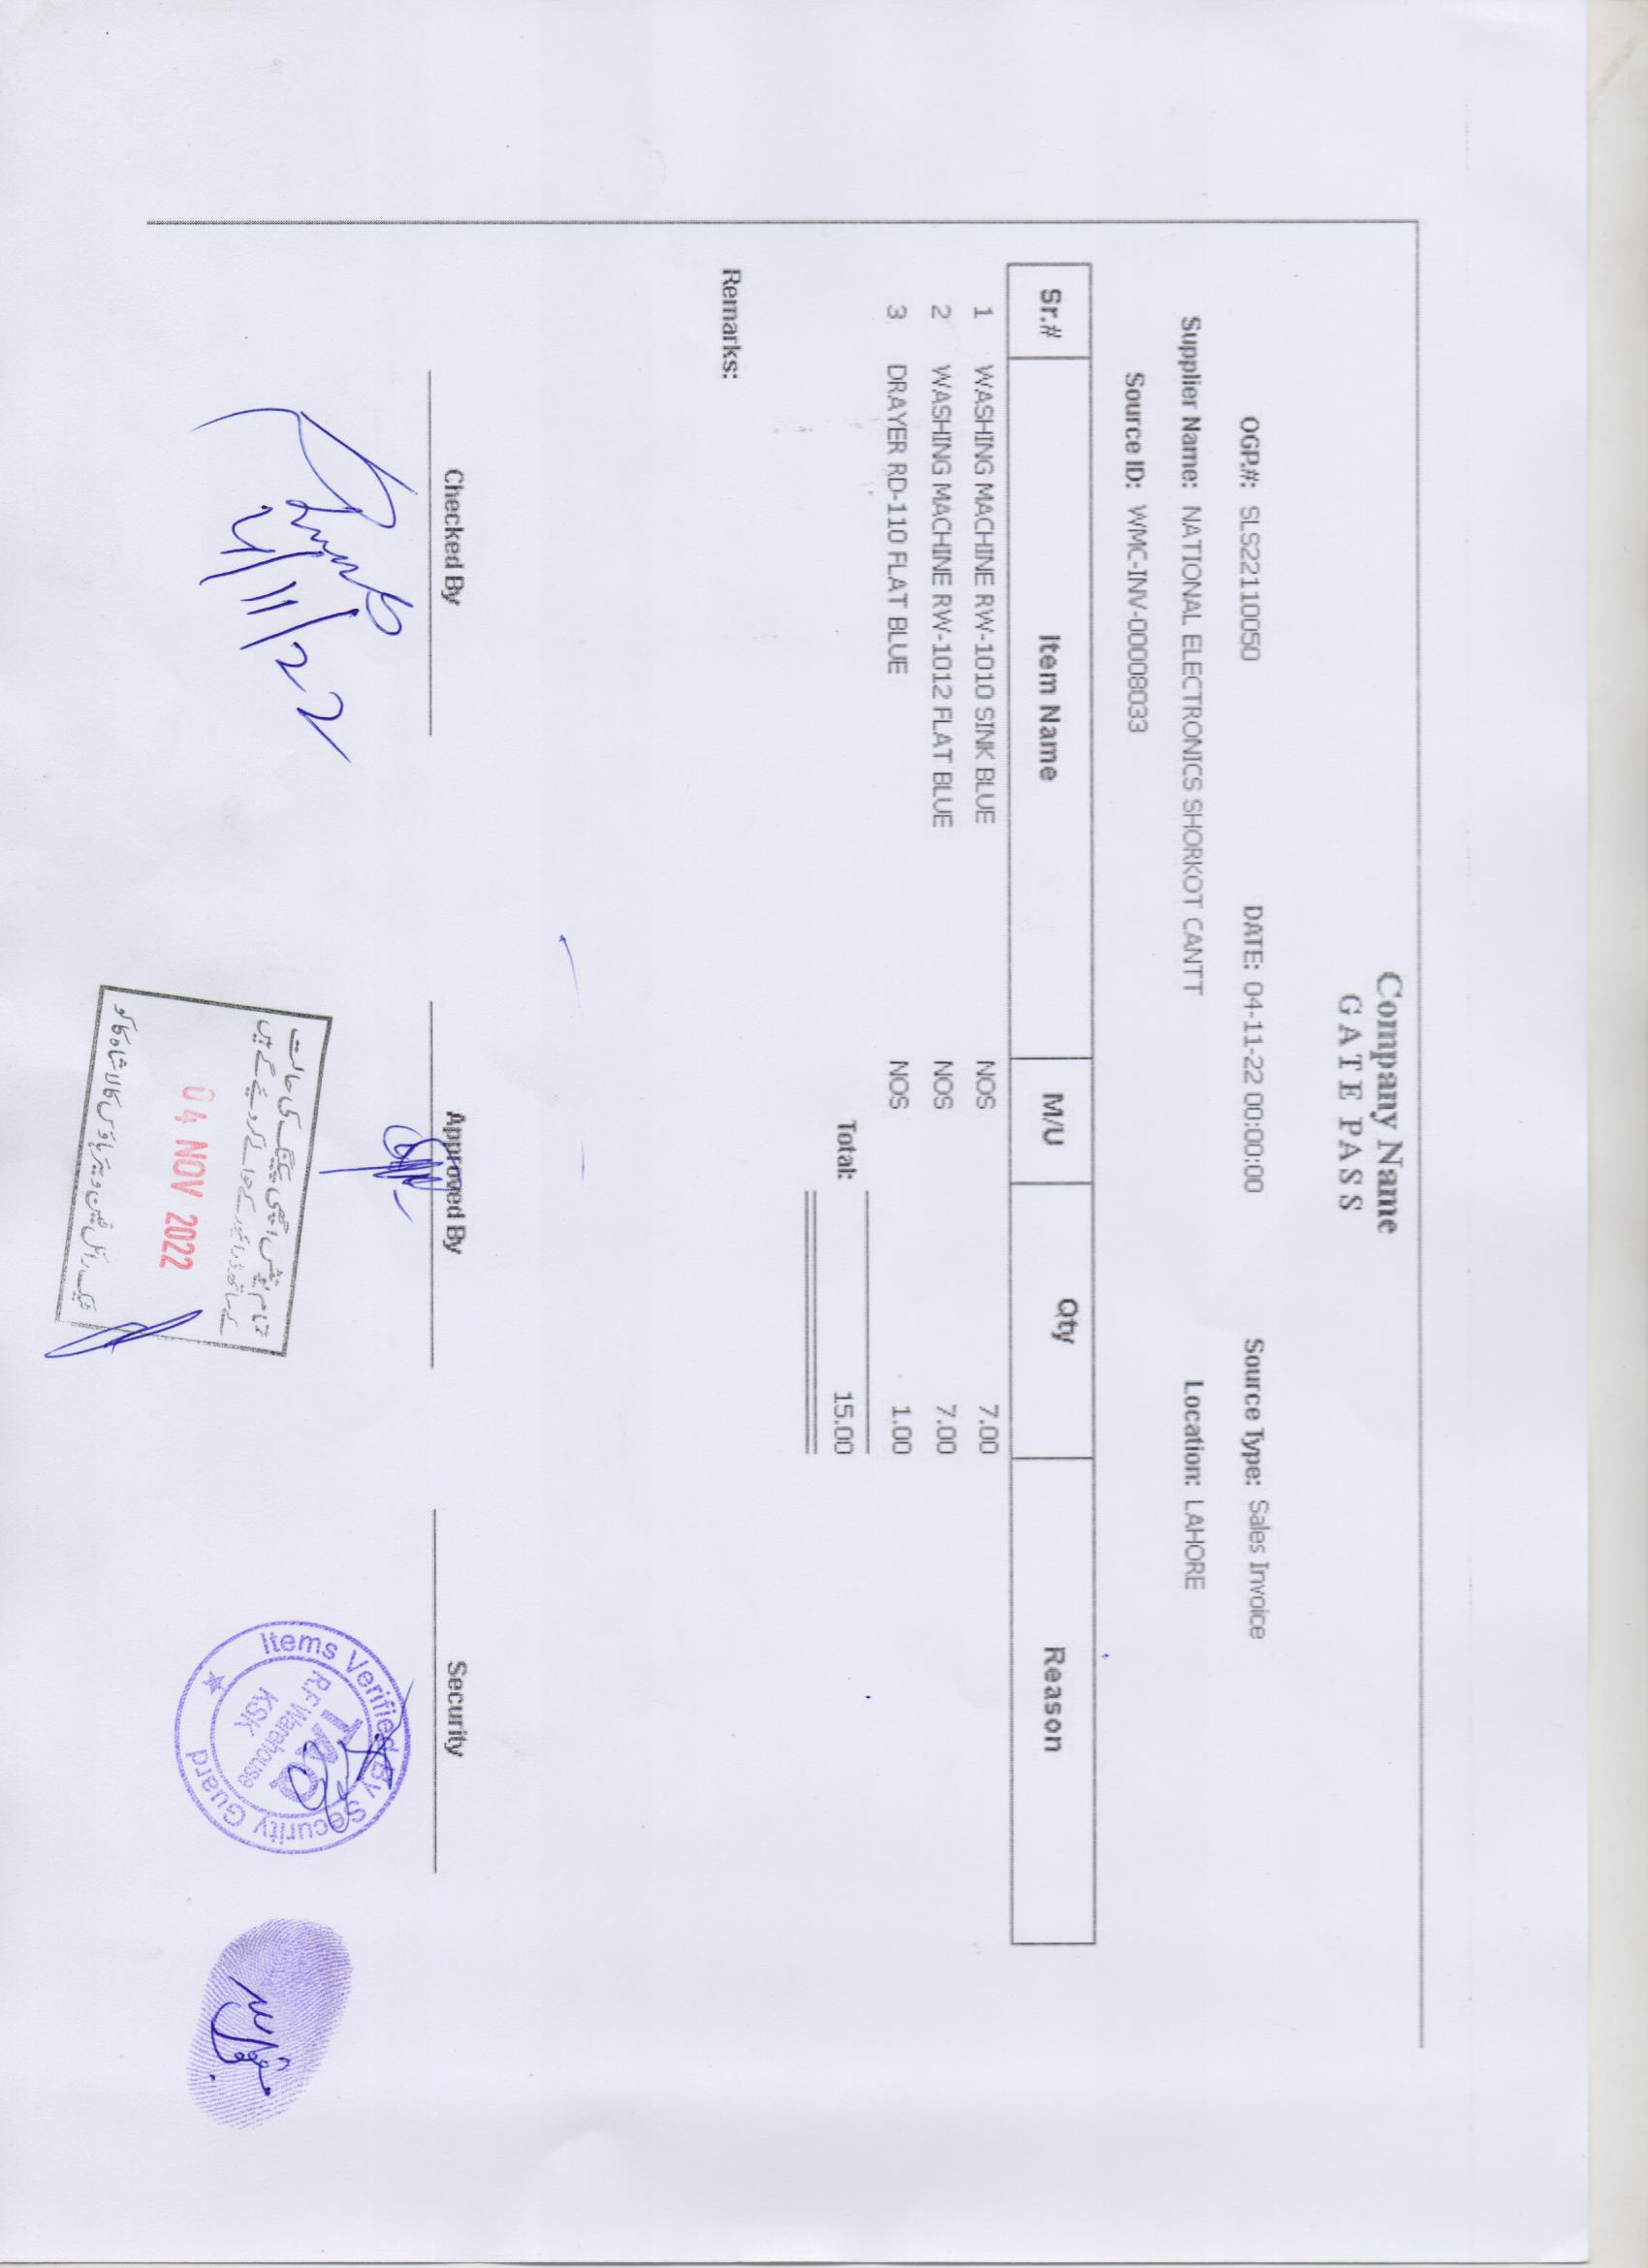 Company Name
GATE PASS
OGP.#: SLS22110050 DATE: 04-11-22 00:00:00 Source Type: Sales Invoice
Supplier Name: NATIONAL ELECTRONICS SHORKOT CANTT Location: LAHORE
Source ID: WMC-INV-00008033
Sr.# Item Name M/U Qty Reason
1 WASHING MACHINE RW-1010 SINK BLUE NOS 7.00
2 WASHING MACHINE RW-1012 FLAT BLUE NOS 7.00
3 DRAYER RD-110 FLAT BLUE NOS 1.00
Total: 15.00
Remarks:
Checked By Approved By Security
4/11/22
تمام یونٹس اچھی پیکنگ کی حالت
کے ساتھ ڈرائیور کے حوالے کر دیئے گے ہیں
04 NOV 2022
ٹیک رائل فین ویئر ہاؤس کالا شاہ کاکو
Items Verified By Security Guard
TAQ
R.F Warehouse
KSK